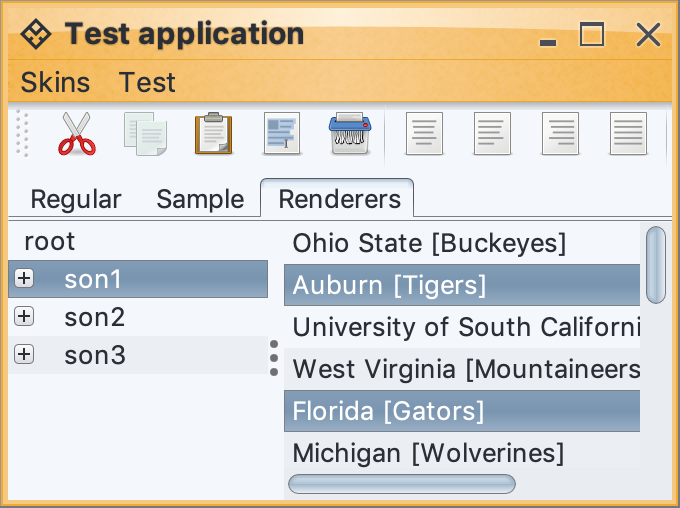 Test application
Skins Test
Regular Sample Renderers
root
son1
son2
son3
Ohio State [Buckeyes]
Auburn [Tigers]
University of South Californi
West Virginia [Mountaineers
Florida [Gators]
Michigan [Wolverines]